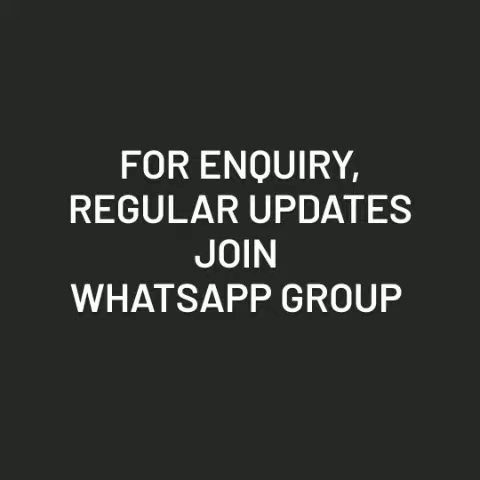 FOR ENQUIRY,
REGULAR UPDATES
JOIN
WHATSAPP GROUP